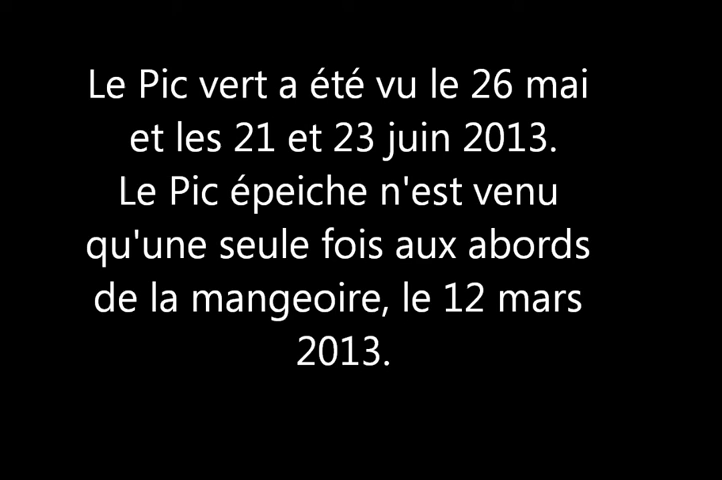 Le Pic vert a été vu le 26 mai
et les 21 et 23 juin 2013.
Le Pic épeiche n'est venu
qu'une seule fois aux abords
de la mangeoire, le 12 mars
2013.